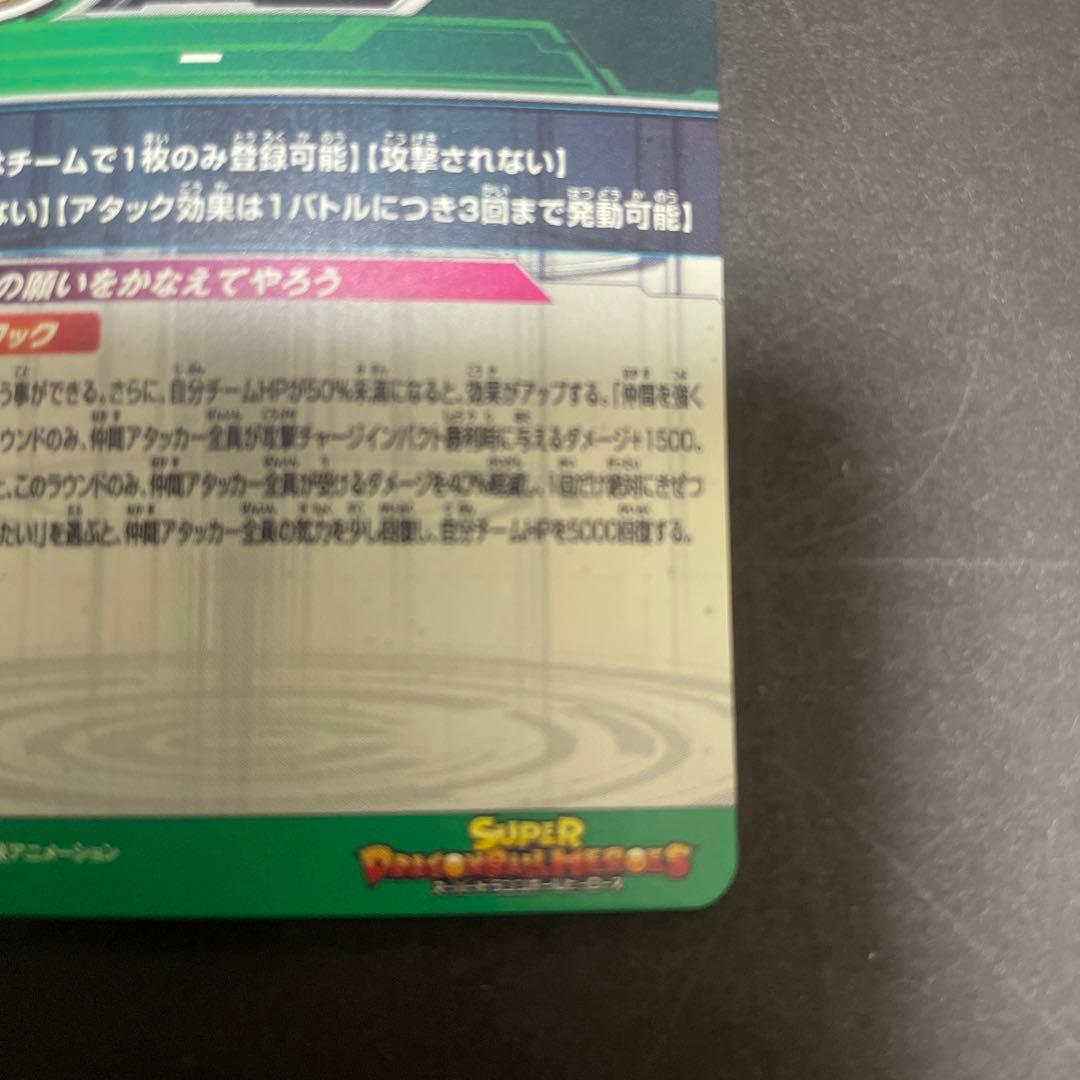 チームで1枚のみ登録可能】【攻撃されない】
ない】【アタック効果は1バトルにつき3回まで発動可能】
の願いをかなえてやろう
タック
う事ができる。さらに、自分チームHPが50%未満になると、効果がアップする。「仲間を強く
ウンドのみ、仲間アタッカー全員が攻撃チャージインパクト勝利時に与えるダメージ+1500。
と、このラウンドのみ、仲間アタッカー全員が受けるダメージを40%軽減し、1回だけ絶対にきぜつ
たい!」を選ぶと、仲間アタッカー全員の気力を少し回復し、自分チームHPを5000回復する。
アニメーション
SUPER
DRAGONBALL HEROES
スーパードラゴンボールヒーローズ